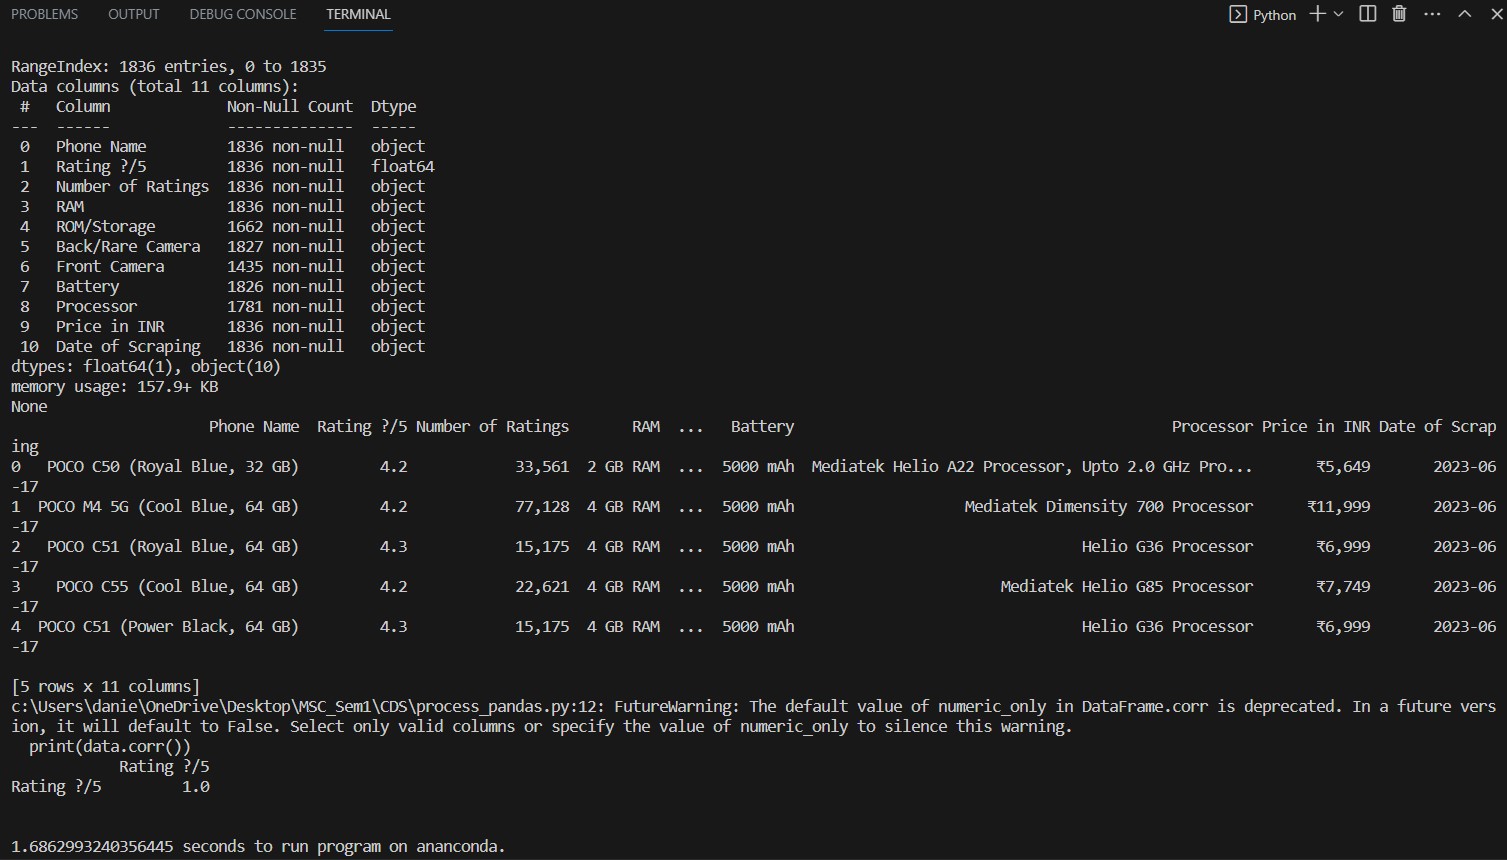 PROBLEMS OUTPUT DEBUG CONSOLE TERMINAL Python
RangeIndex: 1836 entries, 0 to 1835
Data columns (total 11 columns):
 #   Column             Non-Null Count  Dtype
---  ------             --------------  -----
 0   Phone Name         1836 non-null   object
 1   Rating ?/5         1836 non-null   float64
 2   Number of Ratings  1836 non-null   object
 3   RAM                1836 non-null   object
 4   ROM/Storage        1662 non-null   object
 5   Back/Rare Camera   1827 non-null   object
 6   Front Camera       1435 non-null   object
 7   Battery            1826 non-null   object
 8   Processor          1781 non-null   object
 9   Price in INR       1836 non-null   object
 10  Date of Scraping   1836 non-null   object
dtypes: float64(1), object(10)
memory usage: 157.9+ KB
None
                      Phone Name  Rating ?/5 Number of Ratings       RAM  ...   Battery                                          Processor Price in INR Date of Scrap
ing
0   POCO C50 (Royal Blue, 32 GB)         4.2            33,561  2 GB RAM  ...  5000 mAh  Mediatek Helio A22 Processor, Upto 2.0 GHz Pro...       ₹5,649       2023-06
-17
1  POCO M4 5G (Cool Blue, 64 GB)         4.2            77,128  4 GB RAM  ...  5000 mAh                   Mediatek Dimensity 700 Processor      ₹11,999       2023-06
-17
2   POCO C51 (Royal Blue, 64 GB)         4.3            15,175  4 GB RAM  ...  5000 mAh                                Helio G36 Processor       ₹6,999       2023-06
-17
3    POCO C55 (Cool Blue, 64 GB)         4.2            22,621  4 GB RAM  ...  5000 mAh                       Mediatek Helio G85 Processor       ₹7,749       2023-06
-17
4  POCO C51 (Power Black, 64 GB)         4.3            15,175  4 GB RAM  ...  5000 mAh                                Helio G36 Processor       ₹6,999       2023-06
-17
[5 rows x 11 columns]
c:\Users\danie\OneDrive\Desktop\MSC_Sem1\CDS\process_pandas.py:12: FutureWarning: The default value of numeric_only in DataFrame.corr is deprecated. In a future vers
ion, it will default to False. Select only valid columns or specify the value of numeric_only to silence this warning.
  print(data.corr())
            Rating ?/5
Rating ?/5         1.0
1.6862993240356445 seconds to run program on ananconda.